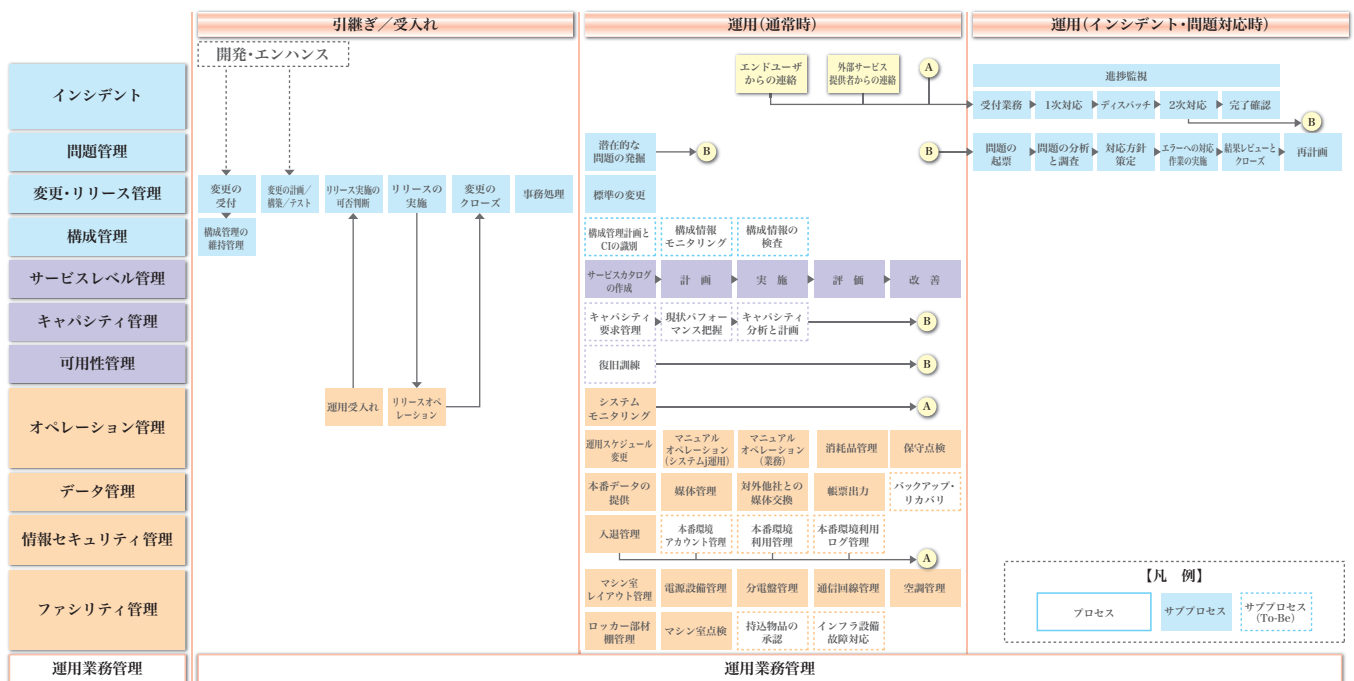 引継ぎ／受入れ
運用（通常時）
運用（インシデント・問題対応時）
開発・エンハンス
エンドユーザ
からの連絡
外部サービス
提供者からの連絡
A
インシデント
進捗監視
受付業務
1次対応
ディスパッチ
2次対応
完了確認
B
問題管理
潜在的な
問題の発掘
B
B
問題の
起票
問題の分析
と調査
対応方針
策定
エラーへの対応
作業の実施
結果レビューと
クローズ
再計画
変更・リリース管理
変更の
受付
変更の計画／
構築／テスト
リリース実施の
可否判断
リリースの
実施
変更の
クローズ
事務処理
標準の変更
構成管理
構成管理の
維持管理
構成管理計画と
CIの識別
構成情報
モニタリング
構成情報の
検査
サービスレベル管理
サービスカタログ
の作成
計　画
実　施
評　価
改　善
キャパシティ管理
キャパシティ
要求管理
現状パフォー
マンス把握
キャパシティ
分析と計画
B
可用性管理
復旧訓練
B
オペレーション管理
運用受入れ
リリースオペ
レーション
システム
モニタリング
A
運用スケジュール
変更
マニュアル
オペレーション
（システムj運用）
マニュアル
オペレーション
（業務）
消耗品管理
保守点検
データ管理
本番データの
提供
媒体管理
対外他社との
媒体交換
帳票出力
バックアップ・
リカバリ
情報セキュリティ管理
入退管理
本番環境
アカウント管理
本番環境
利用管理
本番環境利用
ログ管理
A
ファシリティ管理
マシン室
レイアウト管理
電源設備管理
分電盤管理
通信回線管理
空調管理
ロッカー部材
棚管理
マシン室点検
持込物品の
承認
インフラ設備
故障対応
【凡　例】
プロセス
サブプロセス
サブプロセス
（To-Be）
運用業務管理
運用業務管理